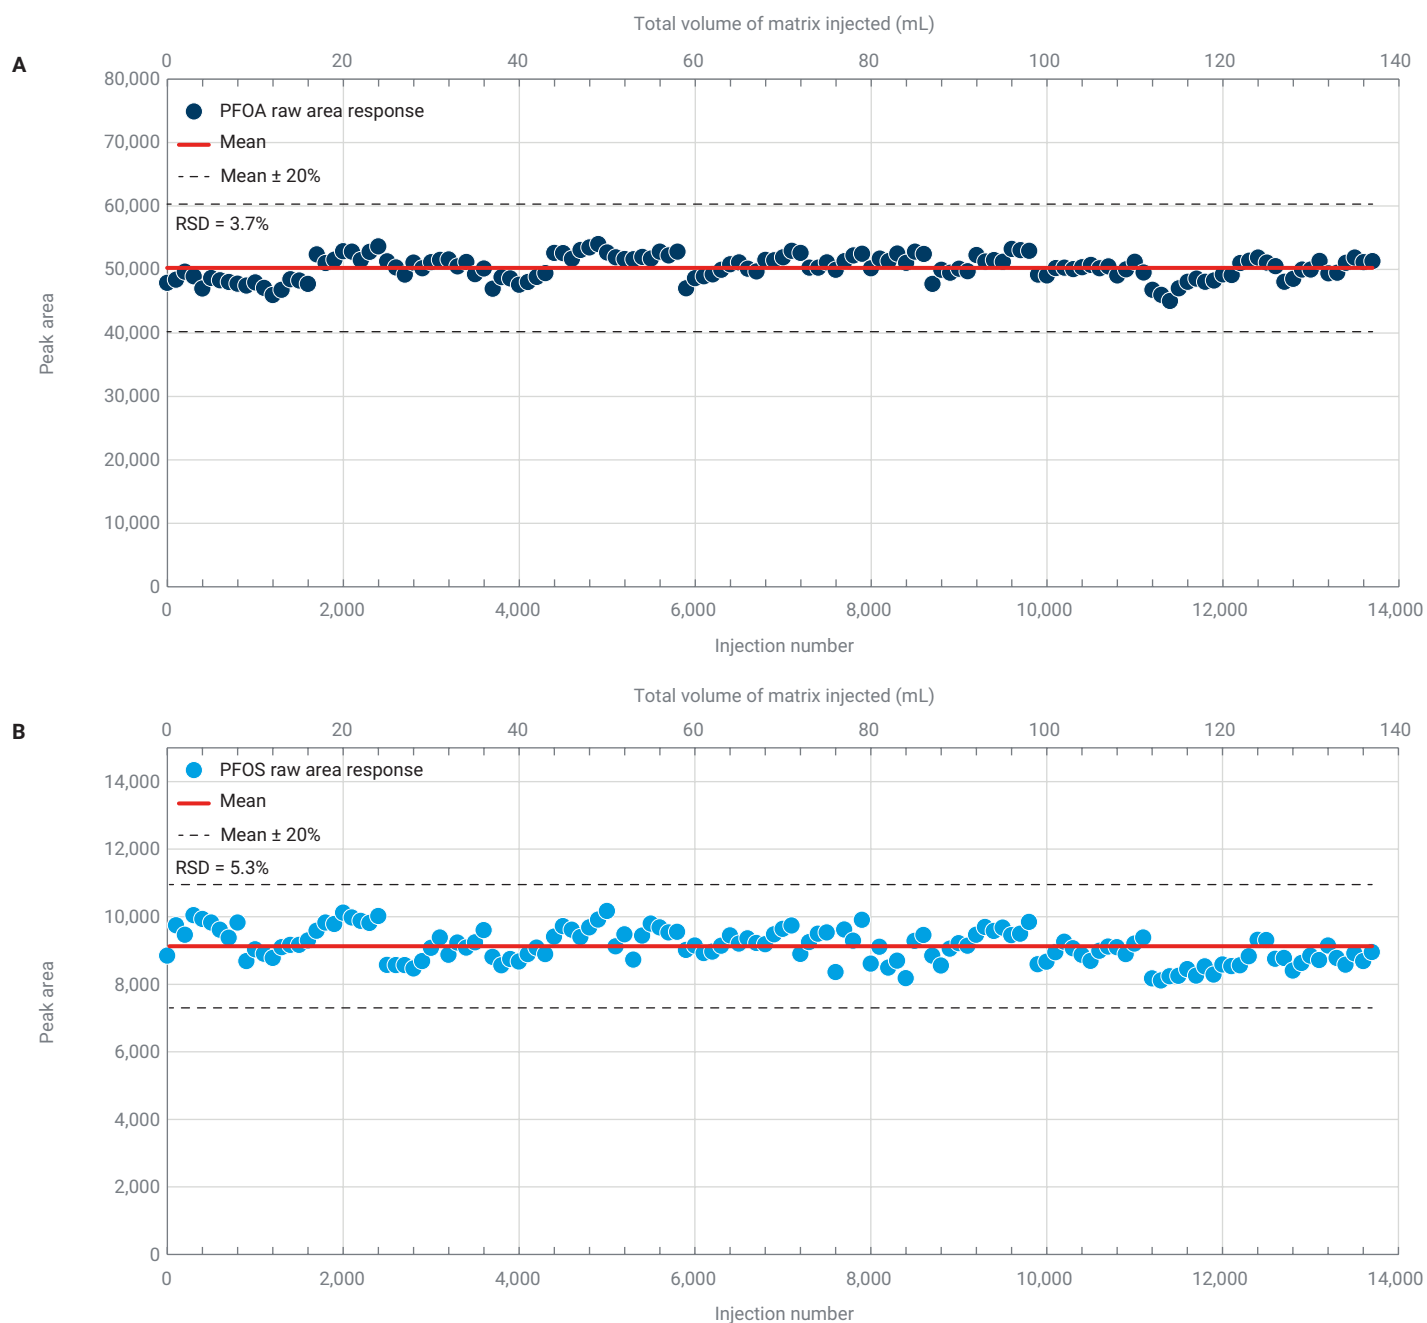 Total volume of matrix injected (mL)
A
0 20 40 60 80 100 120 140
80,000
PFOA raw area response
70,000
Mean
Mean ± 20%
60,000
RSD = 3.7%
50,000
40,000
Peak area
30,000
20,000
10,000
0
0 2,000 4,000 6,000 8,000 10,000 12,000 14,000
Injection number
Total volume of matrix injected (mL)
B
0 20 40 60 80 100 120 140
PFOS raw area response
14,000
Mean
Mean ± 20%
12,000
RSD = 5.3%
10,000
8,000
Peak area
6,000
4,000
2,000
0
0 2,000 4,000 6,000 8,000 10,000 12,000 14,000
Injection number